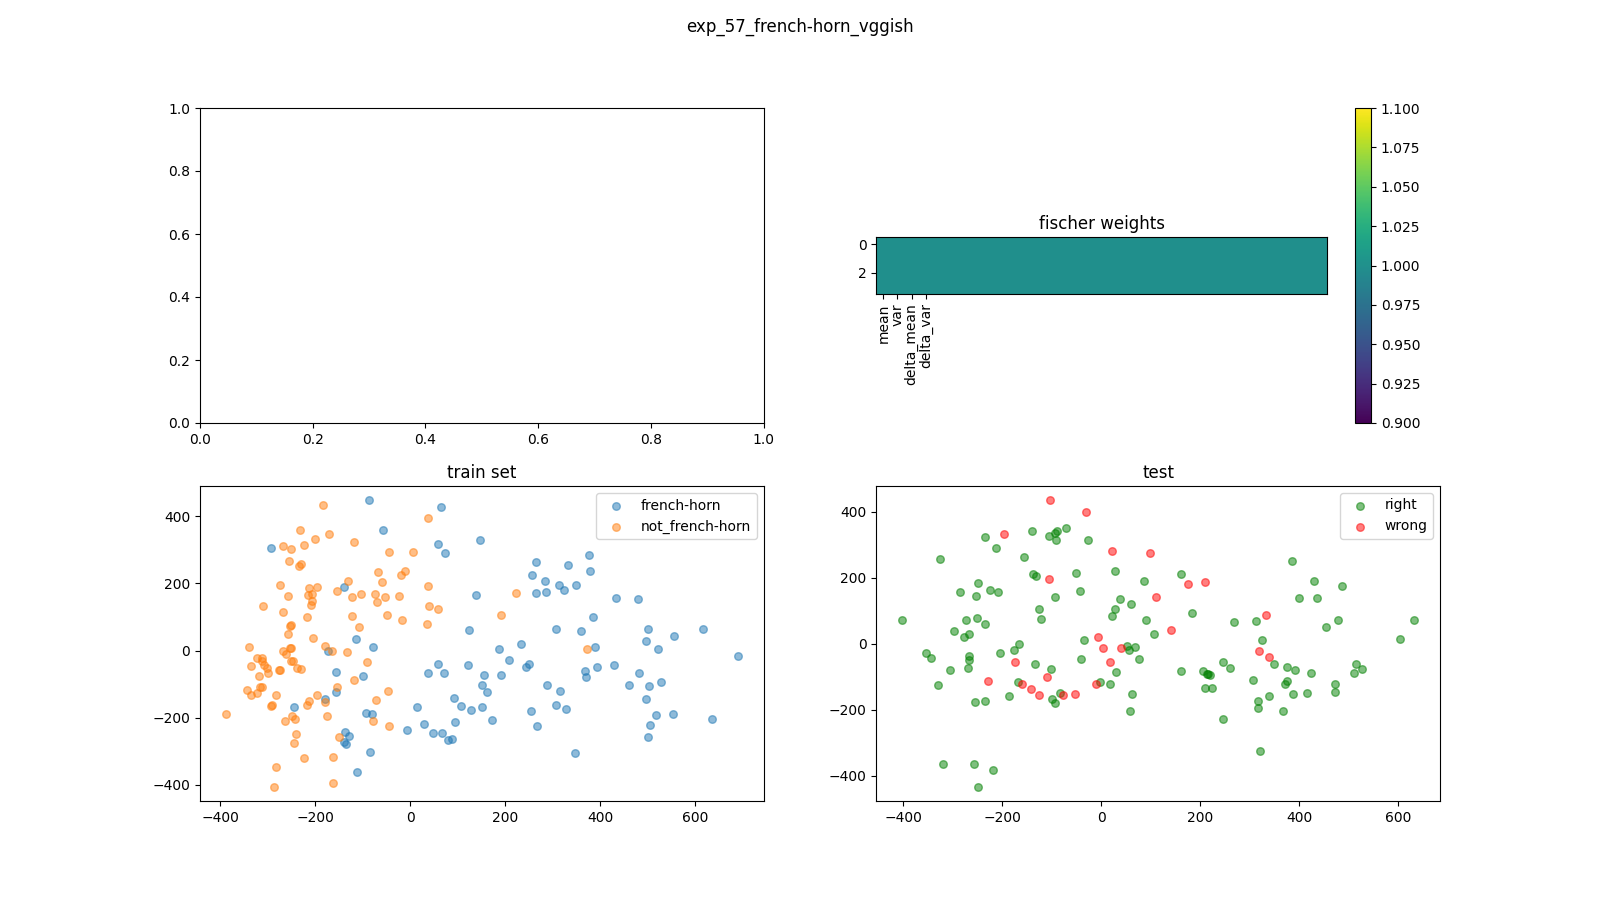 exp_57_french-horn_vggish
1.0
0.8
0.6
0.4
0.2
0.0
0.0 0.2 0.4 0.6 0.8 1.0
fischer weights
0
2
mean
var
delta_mean
delta_var
1.100
1.075
1.050
1.025
1.000
0.975
0.950
0.925
0.900
train set
french-horn
not_french-horn
400
200
0
−200
−400
−400 −200 0 200 400 600
test
right
wrong
400
200
0
−200
−400
−400 −200 0 200 400 600